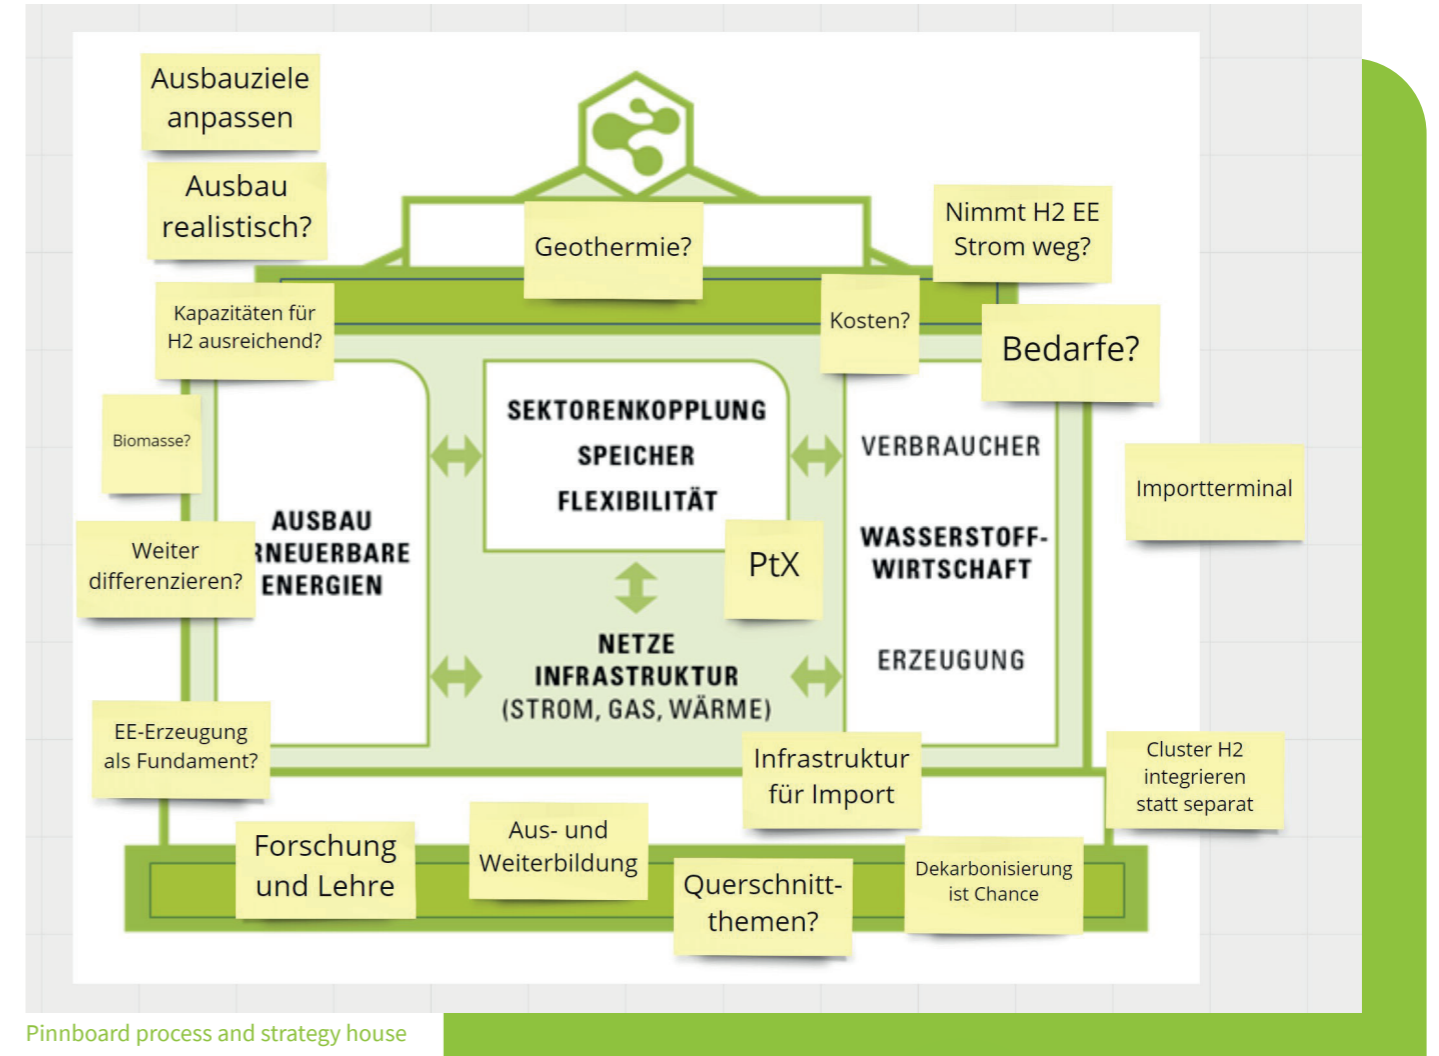 Ausbauziele
anpassen
Ausbau
realistisch?
Geothermie?
Nimmt H2 EE
Strom weg?
Kapazitäten für
H2 ausreichend?
Kosten?
Bedarfe?
Biomasse?
SEKTORENKOPPLUNG
SPEICHER
FLEXIBILITÄT
VERBRAUCHER
WASSERSTOFF-
WIRTSCHAFT
ERZEUGUNG
Importterminal
AUSBAU
RNEUERBARE
ENERGIEN
Weiter
differenzieren?
PtX
NETZE
INFRASTRUKTUR
(STROM, GAS, WÄRME)
EE-Erzeugung
als Fundament?
Infrastruktur
für Import
Cluster H2
integrieren
statt separat
Forschung
und Lehre
Aus- und
Weiterbildung
Querschnitt-
themen?
Dekarbonisierung
ist Chance
Pinnboard process and strategy house